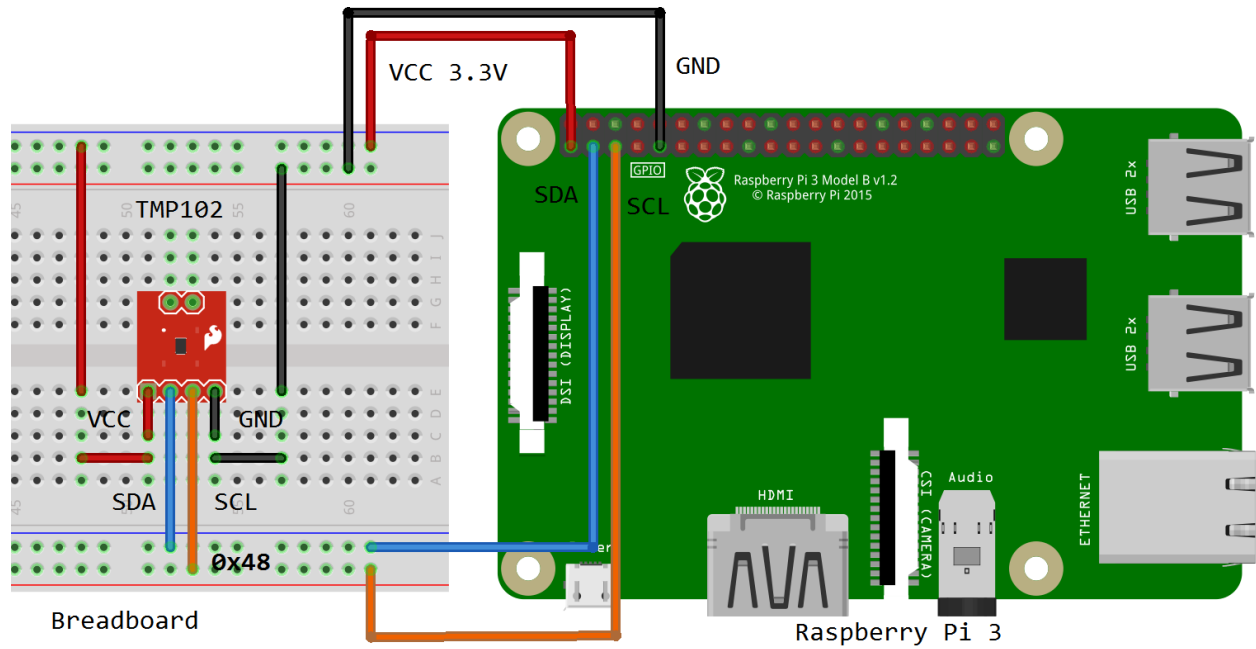 VCC 3.3V
GND
GPIO
Raspberry Pi 3 Model B v1.2
© Raspberry Pi 2015
SDA
SCL
USB 2x
USB 2x
45
50
TMP102
55
60
J
I
H
G
F
DSI (DISPLAY)
E
D
C
B
A
VCC
GND
SDA
SCL
45
60
0x48
HDMI
CSI (CAMERA)
Audio
ETHERNET
Breadboard
Raspberry Pi 3